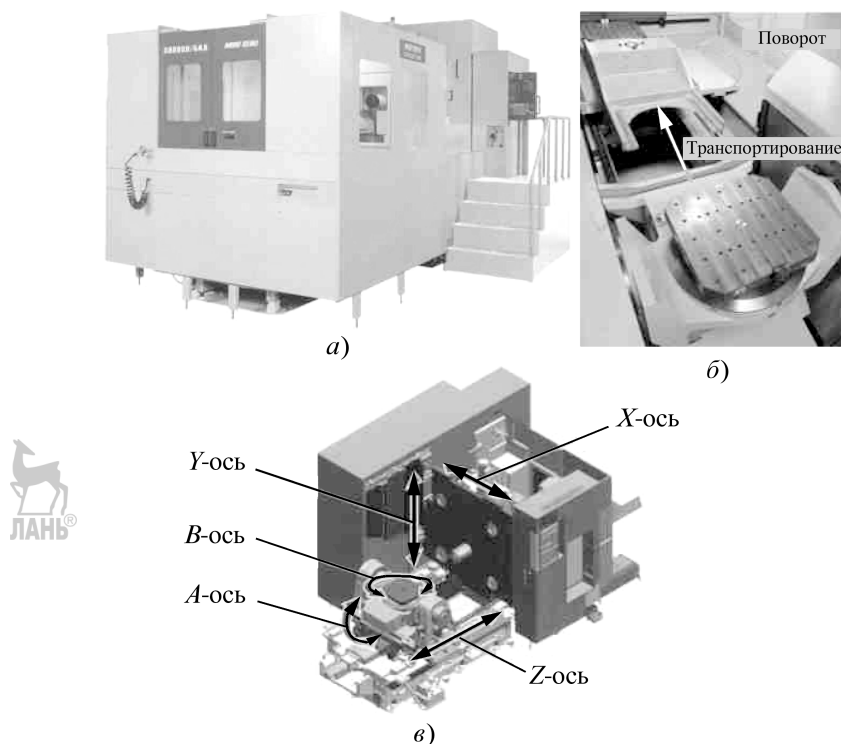 Поворот
Транспортирование
а)
б)
X-ось
Y-ось
B-ось
A-ось
Z-ось
ЛАНЬ®
в)